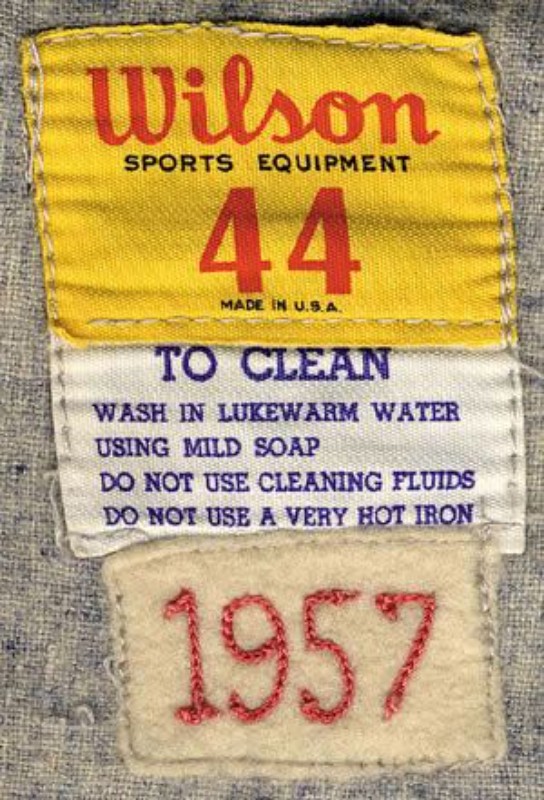 Wilson
SPORTS EQUIPMENT
44
MADE IN U.S.A.
TO CLEAN
WASH IN LUKEWARM WATER
USING MILD SOAP
DO NOT USE CLEANING FLUIDS
DO NOT USE A VERY HOT IRON
1957